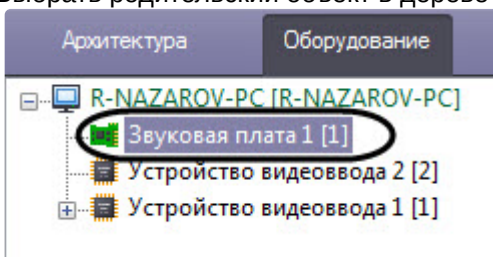 Выбрать родительский объект в дерево
Архитектура Оборудование
R-NAZAROV-PC [R-NAZAROV-PC]
Звуковая плата 1 [1]
Устройство видеоввода 2 [2]
Устройство видеоввода 1 [1]